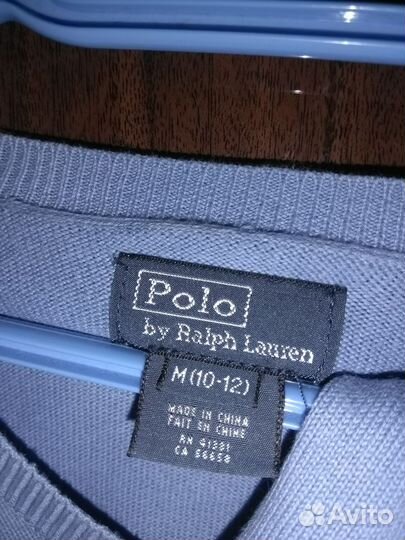 Polo
by Ralph Lauren
M (10-12)
MADE IN CHINA
FAIT EN CHINE
RN 41381
CA 56658
Avito